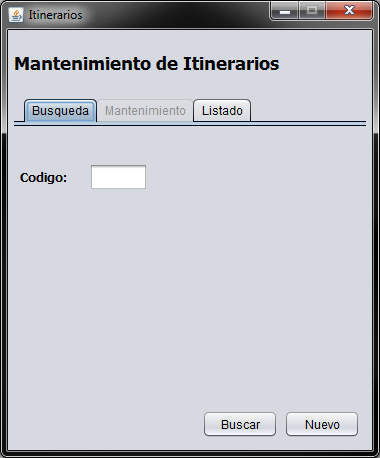 Itinerarios
Mantenimiento de Itinerarios
Busqueda Mantenimiento Listado
Codigo:
Buscar Nuevo